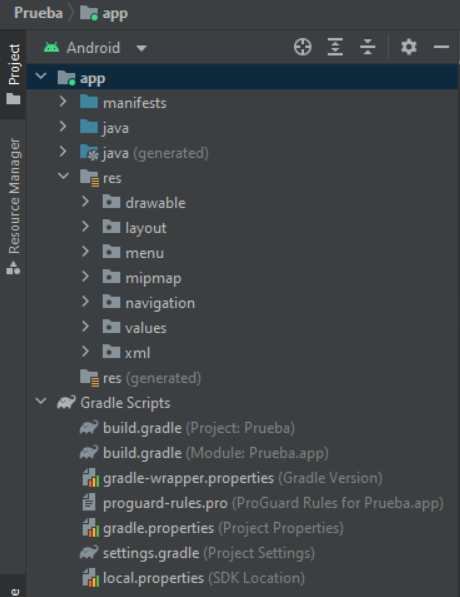 Prueba app
Project
Resource Manager
Android
app
manifests
java
java (generated)
res
drawable
layout
menu
mipmap
navigation
values
xml
res (generated)
Gradle Scripts
build.gradle (Project: Prueba)
build.gradle (Module: Prueba.app)
gradle-wrapper.properties (Gradle Version)
proguard-rules.pro (ProGuard Rules for Prueba.app)
gradle.properties (Project Properties)
settings.gradle (Project Settings)
local.properties (SDK Location)